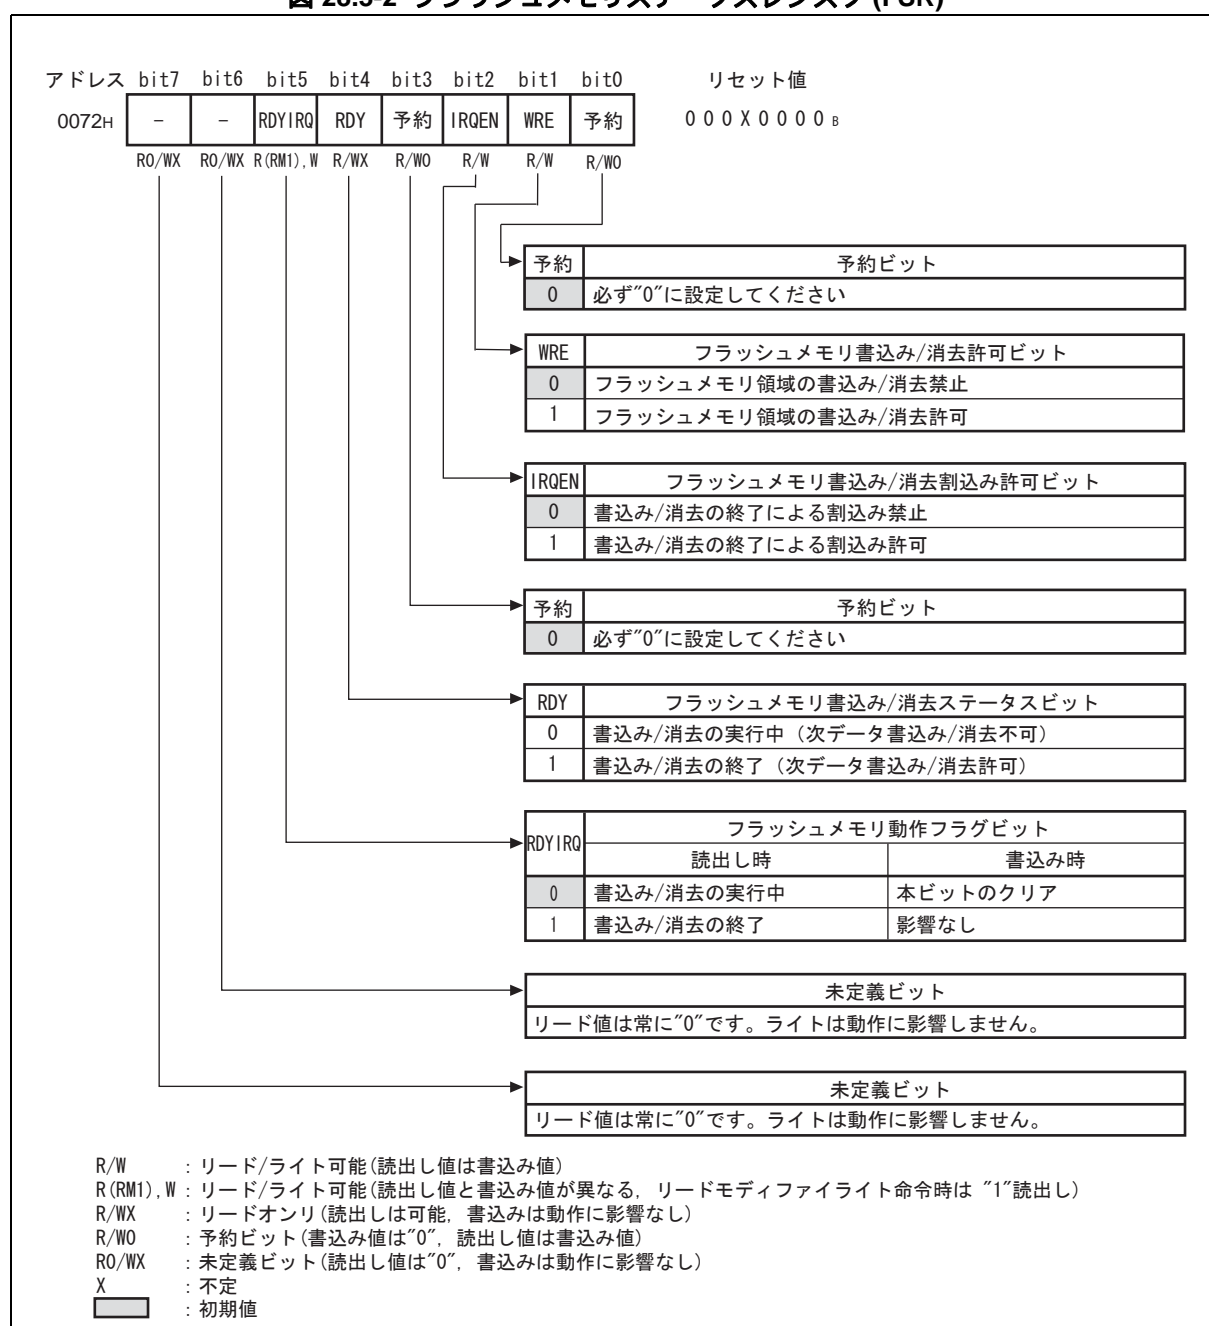 図 26.3-2 フラッシュメモリステータスレジスタ (FSR)
アドレス bit7 bit6 bit5 bit4 bit3 bit2 bit1 bit0 リセット値
0072H - - RDYIRQ RDY 予約 IRQEN WRE 予約 000X0000B
R0/WX R0/WX R(RM1),W R/WX R/W0 R/W R/W R/W0
予約 予約ビット
0 必ず"0"に設定してください
WRE フラッシュメモリ書込み/消去許可ビット
0 フラッシュメモリ領域の書込み/消去禁止
1 フラッシュメモリ領域の書込み/消去許可
IRQEN フラッシュメモリ書込み/消去割込み許可ビット
0 書込み/消去の終了による割込み禁止
1 書込み/消去の終了による割込み許可
予約 予約ビット
0 必ず"0"に設定してください
RDY フラッシュメモリ書込み/消去ステータスビット
0 書込み/消去の実行中（次データ書込み/消去不可）
1 書込み/消去の終了（次データ書込み/消去許可）
RDYIRQ フラッシュメモリ動作フラグビット
読出し時 書込み時
0 書込み/消去の実行中 本ビットのクリア
1 書込み/消去の終了 影響なし
未定義ビット
リード値は常に"0"です。ライトは動作に影響しません。
未定義ビット
リード値は常に"0"です。ライトは動作に影響しません。
R/W : リード/ライト可能(読出し値は書込み値)
R(RM1),W : リード/ライト可能(読出し値と書込み値が異なる, リードモディファイライト命令時は "1"読出し)
R/WX : リードオンリ(読出しは可能, 書込みは動作に影響なし)
R/W0 : 予約ビット(書込み値は"0", 読出し値は書込み値)
R0/WX : 未定義ビット(読出し値は"0", 書込みは動作に影響なし)
X : 不定
: 初期値